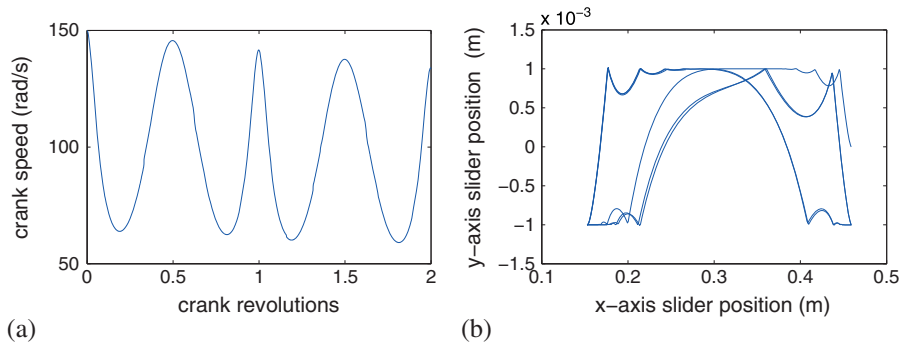 150
100
50
crank speed (rad/s)
0
0.5
1
1.5
2
crank revolutions
(a)
x 10⁻³
1.5
1
0.5
0
−0.5
−1
−1.5
y−axis slider position (m)
0.1
0.2
0.3
0.4
0.5
x−axis slider position (m)
(b)